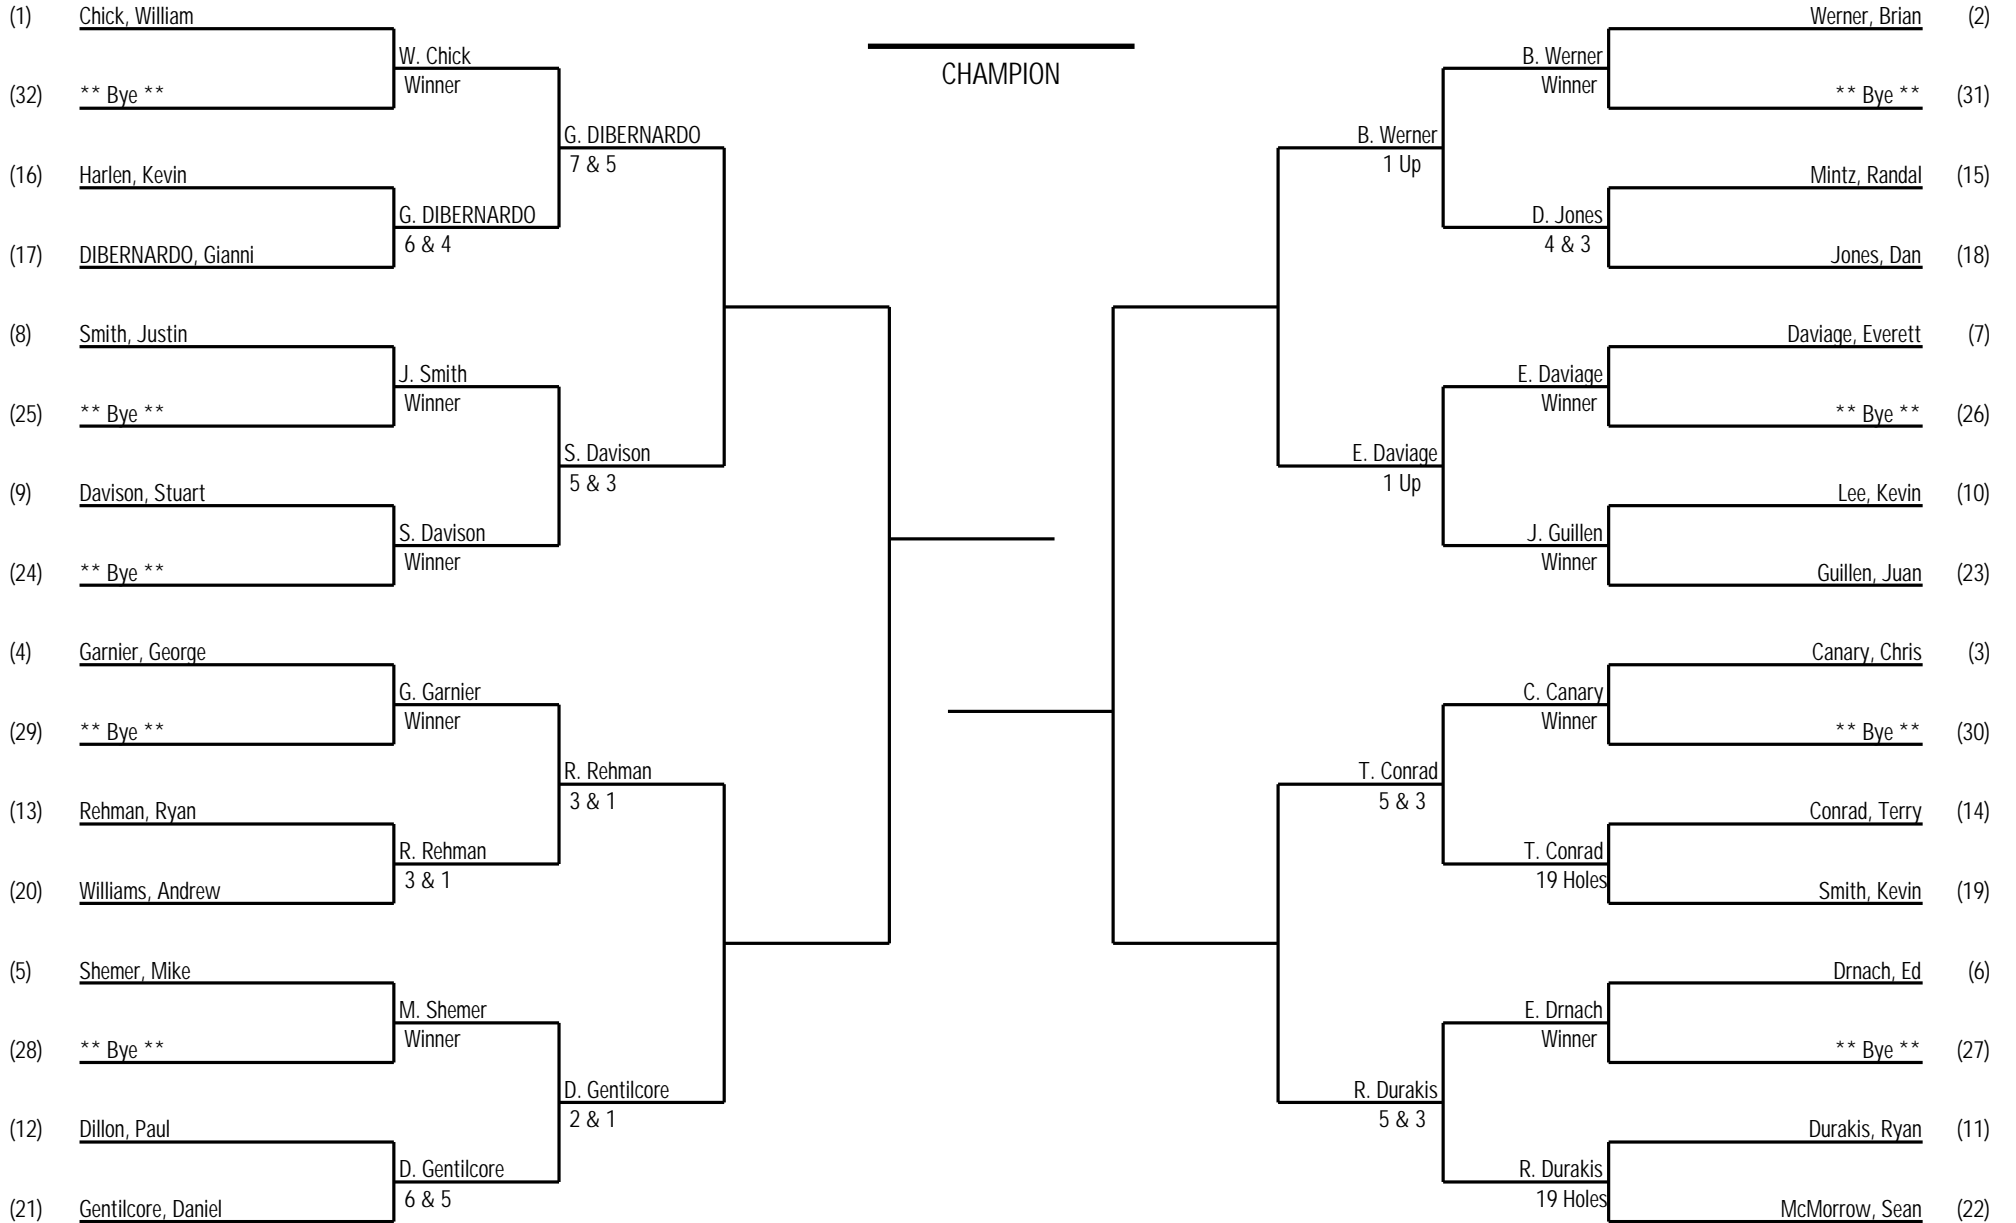 CHAMPION
(1) Chick, William
W. Chick
Winner
(32) ** Bye **
G. DIBERNARDO
7 & 5
(16) Harlen, Kevin
G. DIBERNARDO
6 & 4
(17) DIBERNARDO, Gianni
(8) Smith, Justin
J. Smith
Winner
(25) ** Bye **
S. Davison
5 & 3
(9) Davison, Stuart
S. Davison
Winner
(24) ** Bye **
(4) Garnier, George
G. Garnier
Winner
(29) ** Bye **
R. Rehman
3 & 1
(13) Rehman, Ryan
R. Rehman
3 & 1
(20) Williams, Andrew
(5) Shemer, Mike
M. Shemer
Winner
(28) ** Bye **
D. Gentilcore
2 & 1
(12) Dillon, Paul
D. Gentilcore
6 & 5
(21) Gentilcore, Daniel
Werner, Brian (2)
B. Werner
Winner
** Bye ** (31)
B. Werner
1 Up
Mintz, Randal (15)
D. Jones
4 & 3
Jones, Dan (18)
Daviage, Everett (7)
E. Daviage
Winner
** Bye ** (26)
E. Daviage
1 Up
Lee, Kevin (10)
J. Guillen
Winner
Guillen, Juan (23)
Canary, Chris (3)
C. Canary
Winner
** Bye ** (30)
T. Conrad
5 & 3
Conrad, Terry (14)
T. Conrad
19 Holes
Smith, Kevin (19)
Drnach, Ed (6)
E. Drnach
Winner
** Bye ** (27)
R. Durakis
5 & 3
Durakis, Ryan (11)
R. Durakis
19 Holes
McMorrow, Sean (22)